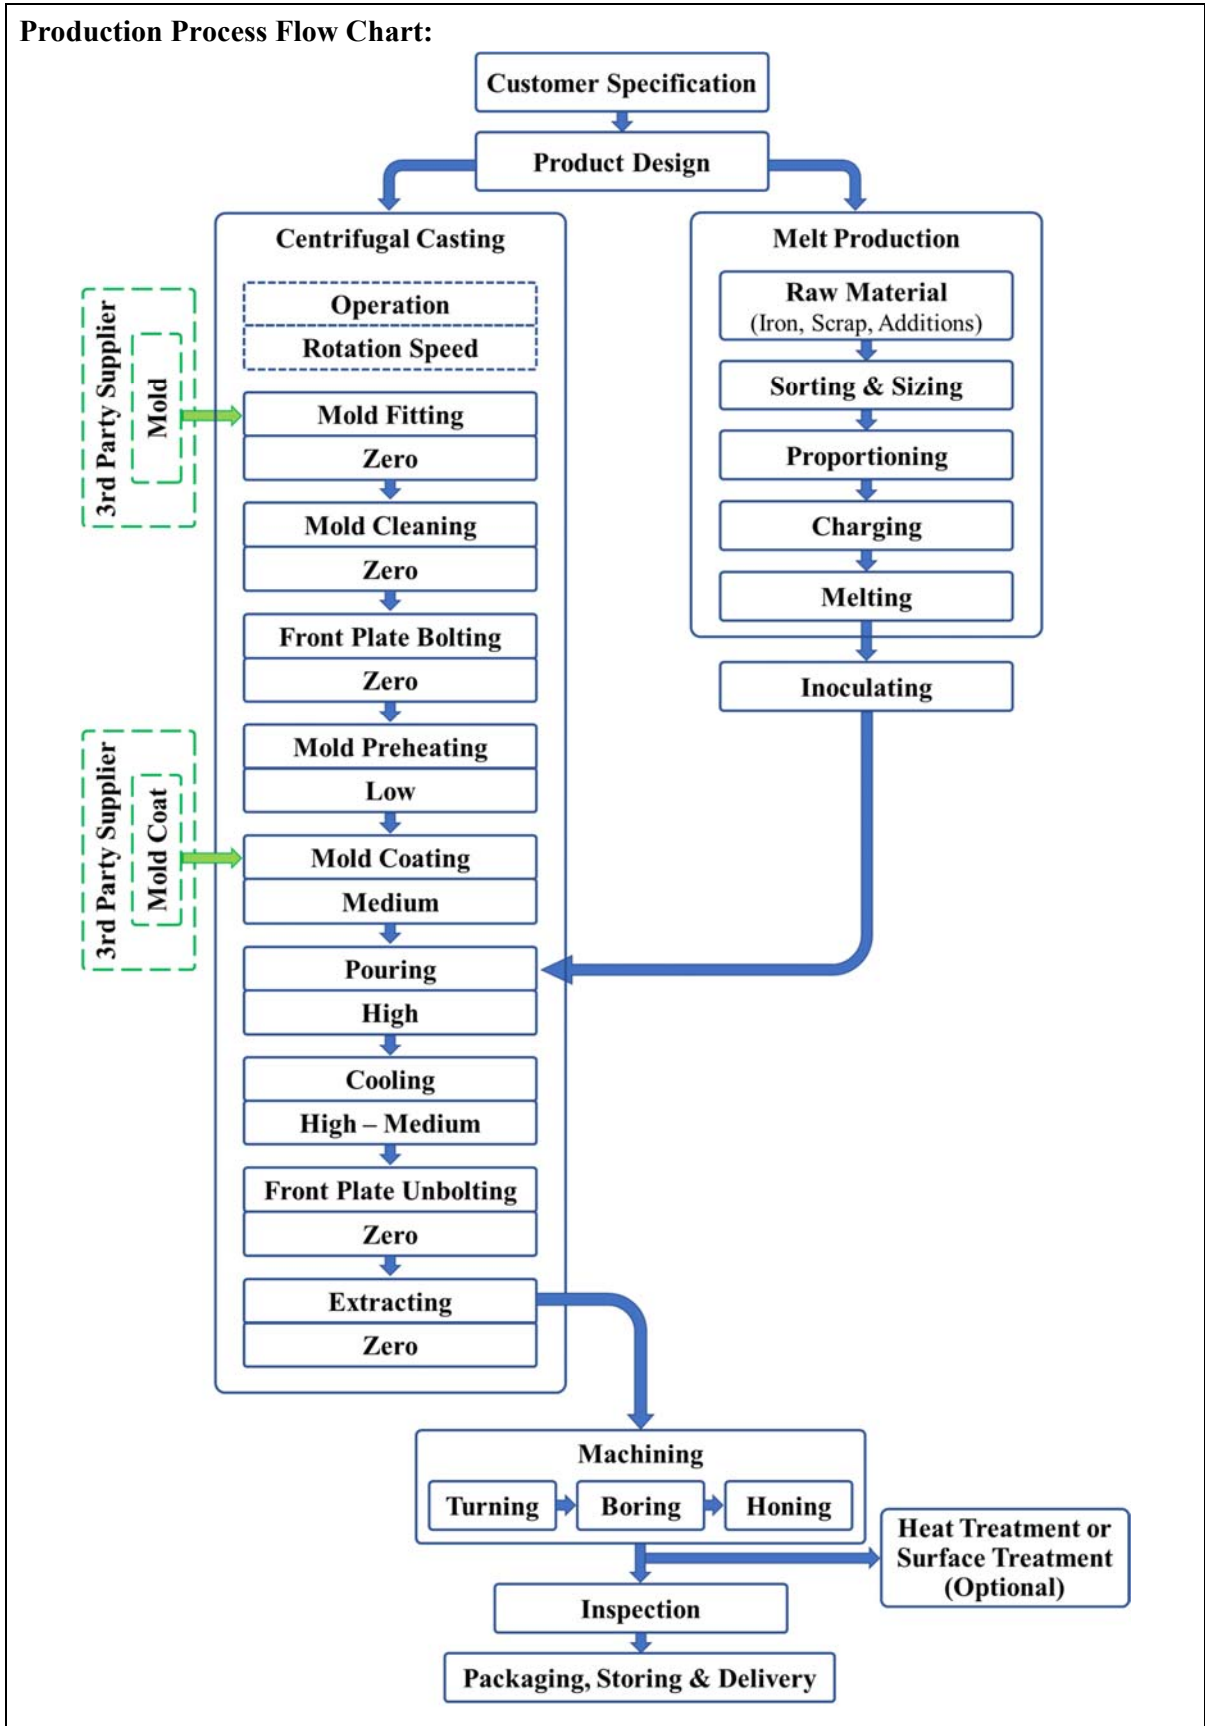 Production Process Flow Chart:
Customer Specification
Product Design
Centrifugal Casting
Operation
Rotation Speed
3rd Party Supplier
Mold
Mold Fitting
Zero
Mold Cleaning
Zero
Front Plate Bolting
Zero
Mold Preheating
Low
3rd Party Supplier
Mold Coat
Mold Coating
Medium
Pouring
High
Cooling
High – Medium
Front Plate Unbolting
Zero
Extracting
Zero
Melt Production
Raw Material
(Iron, Scrap, Additions)
Sorting & Sizing
Proportioning
Charging
Melting
Inoculating
Machining
Turning
Boring
Honing
Heat Treatment or
Surface Treatment
(Optional)
Inspection
Packaging, Storing & Delivery